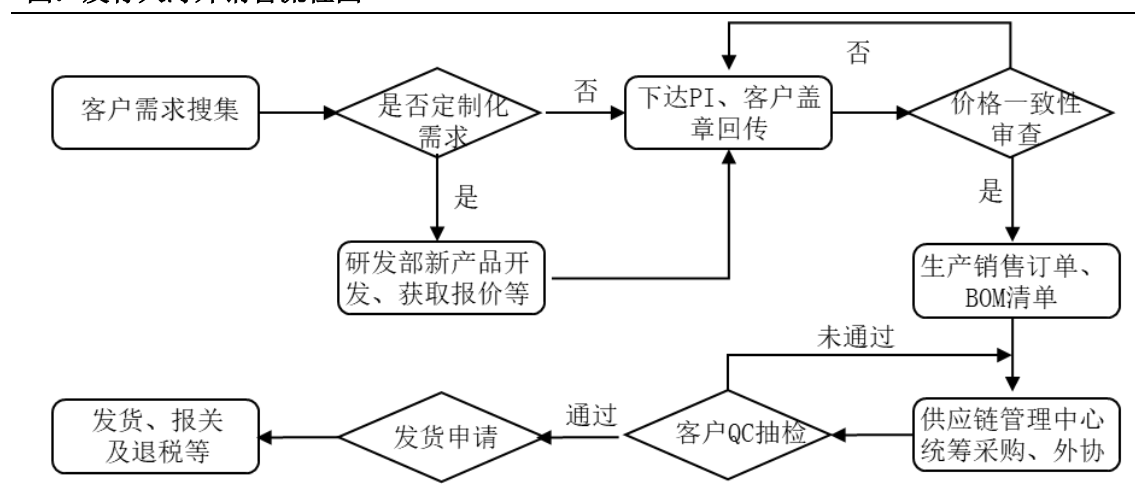 客户需求搜集
是否定制化
需求
否
下达PI、客户盖
章回传
否
价格一致性
审查
是
是
研发部新产品开
发、获取报价等
生产销售订单、
BOM清单
未通过
发货、报关
及退税等
发货申请
通过
客户QC抽检
供应链管理中心
统筹采购、外协